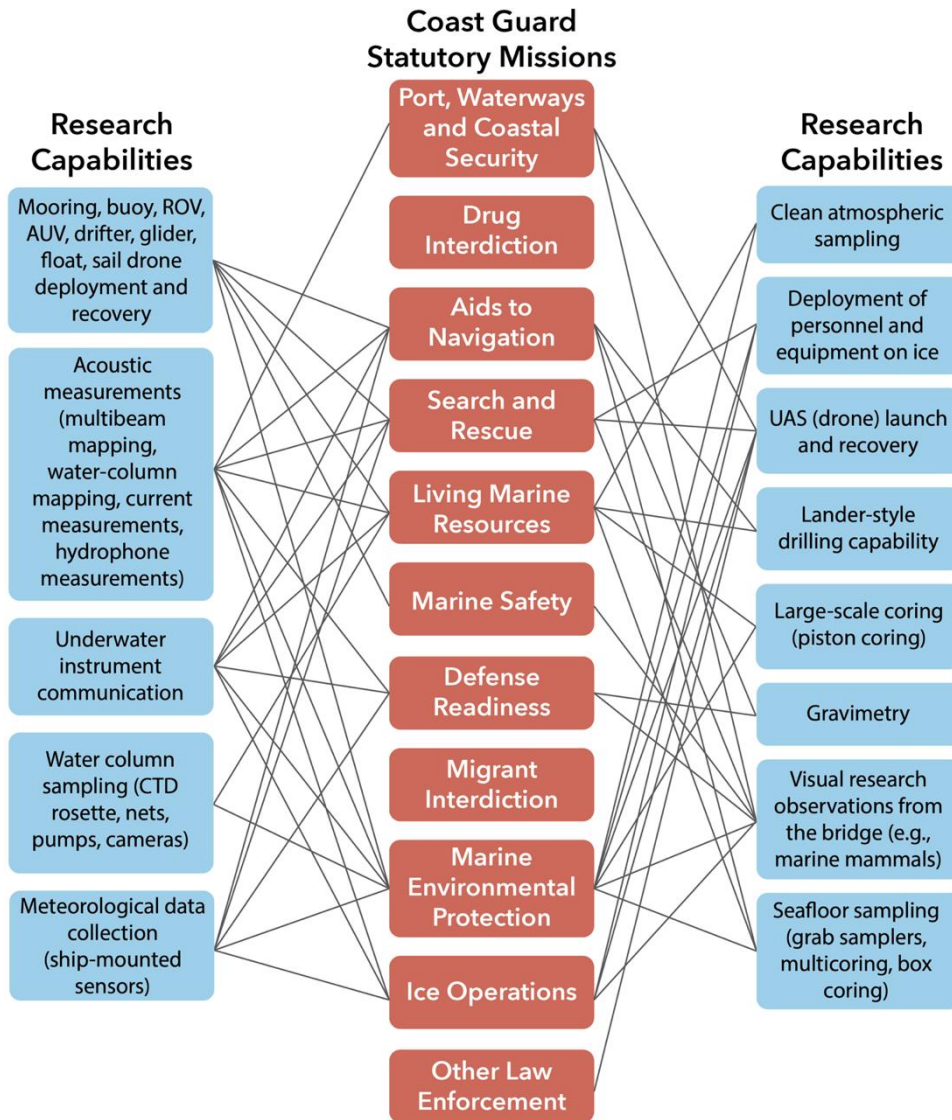 Coast Guard
Statutory Missions
Research
Capabilities
Mooring, buoy, ROV,
AUV, drifter, glider,
float, sail drone
deployment and
recovery
Acoustic
measurements
(multibeam
mapping,
water-column
mapping, current
measurements,
hydrophone
measurements)
Underwater
instrument
communication
Water column
sampling (CTD
rosette, nets,
pumps, cameras)
Meteorological data
collection
(ship-mounted
sensors)
Port, Waterways
and Coastal
Security
Drug
Interdiction
Aids to
Navigation
Search and
Rescue
Living Marine
Resources
Marine Safety
Defense
Readiness
Migrant
Interdiction
Marine
Environmental
Protection
Ice Operations
Other Law
Enforcement
Research
Capabilities
Clean atmospheric
sampling
Deployment of
personnel and
equipment on ice
UAS (drone) launch
and recovery
Lander-style
drilling capability
Large-scale coring
(piston coring)
Gravimetry
Visual research
observations from
the bridge (e.g.,
marine mammals)
Seafloor sampling
(grab samplers,
multicoring, box
coring)